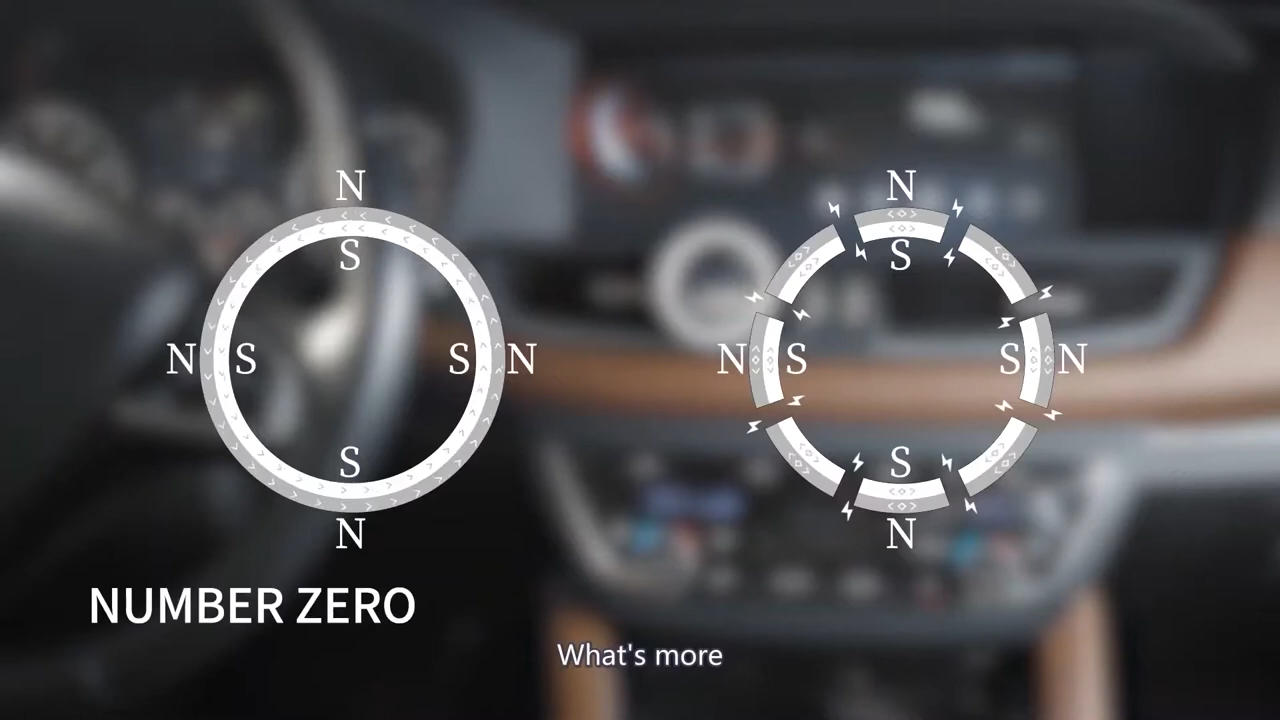 N N
S S
N S S N N S S N
S S
N N
NUMBER ZERO
What's more